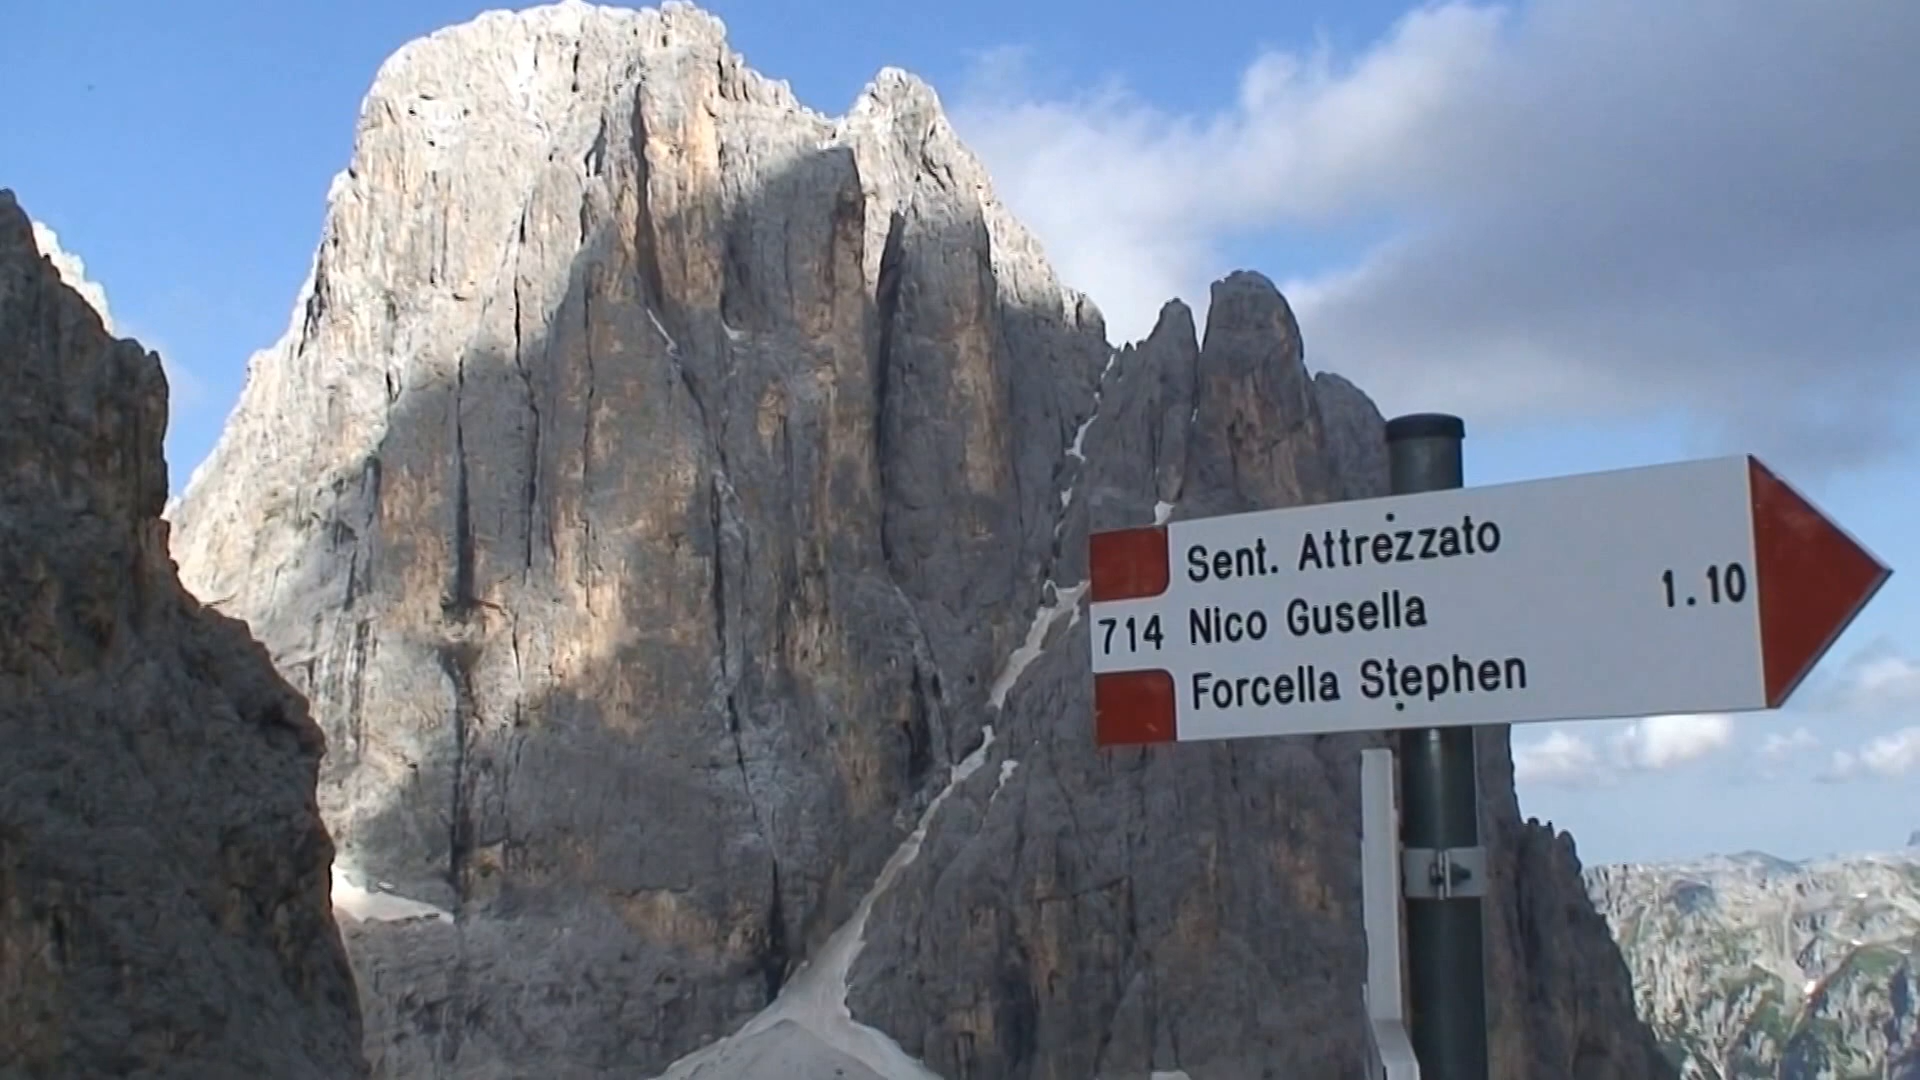 Sent. Attrezzato
714 Nico Gusella 1.10
Forcella Stephen